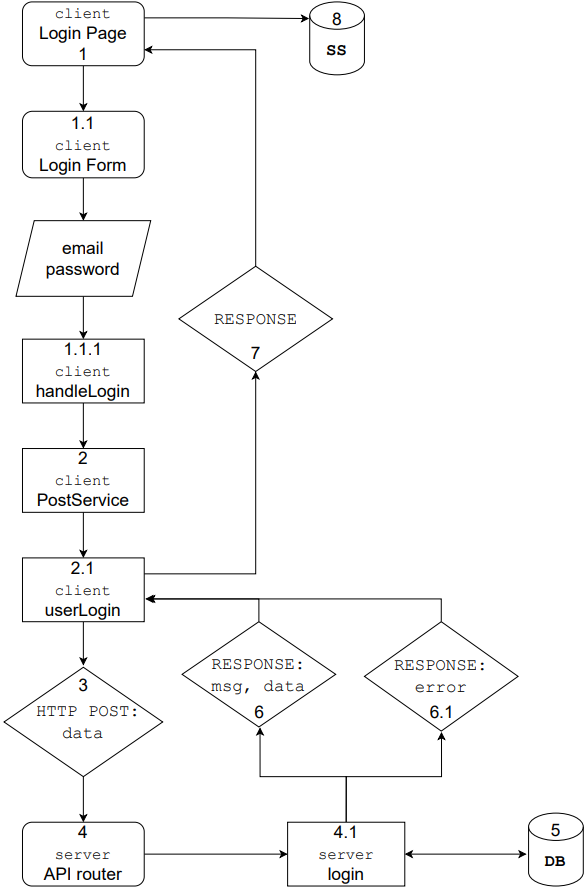 client
Login Page
1
8
SS
1.1
client
Login Form
email
password
RESPONSE
7
1.1.1
client
handleLogin
2
client
PostService
2.1
client
userLogin
3
HTTP POST:
data
RESPONSE:
msg, data
6
RESPONSE:
error
6.1
4
server
API router
4.1
server
login
5
DB